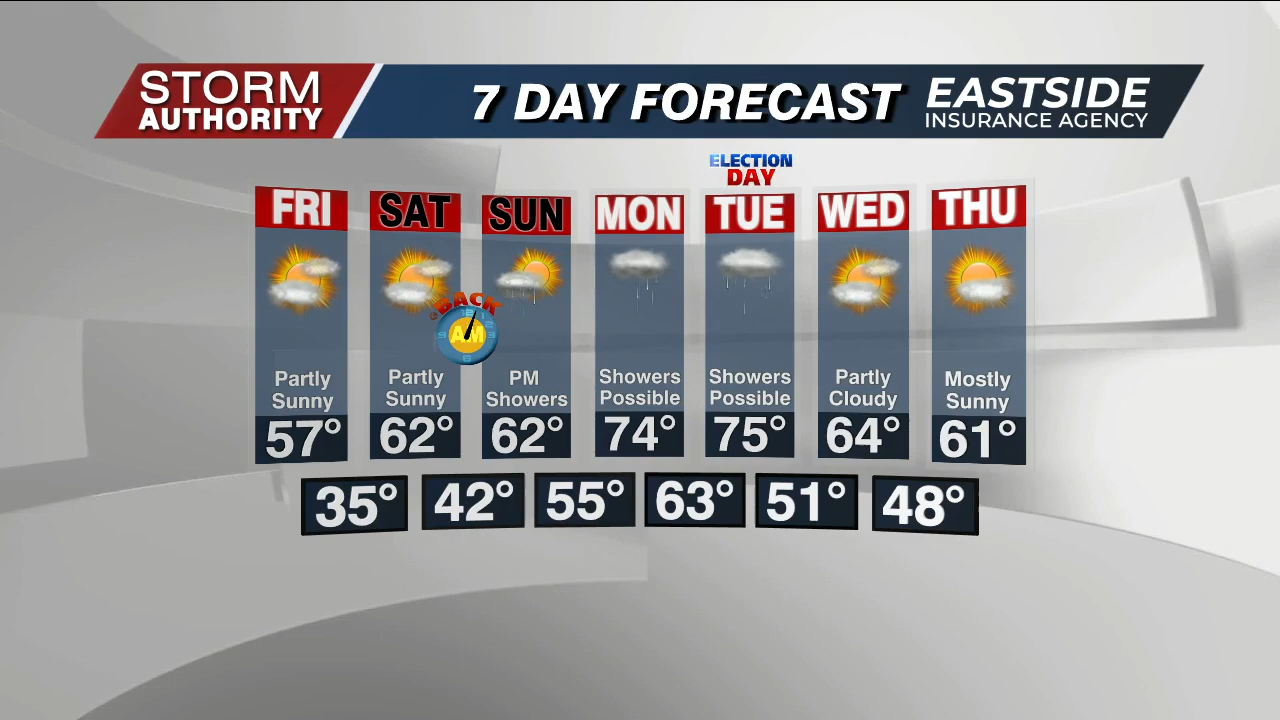 STORM
AUTHORITY
7 DAY FORECAST
EASTSIDE
INSURANCE AGENCY
ELECTION
DAY
FRI
SAT
SUN
MON
TUE
WED
THU
BACK
AM
Partly
Sunny
Partly
Sunny
PM
Showers
Showers
Possible
Showers
Possible
Partly
Cloudy
Mostly
Sunny
57°
62°
62°
74°
75°
64°
61°
35°
42°
55°
63°
51°
48°